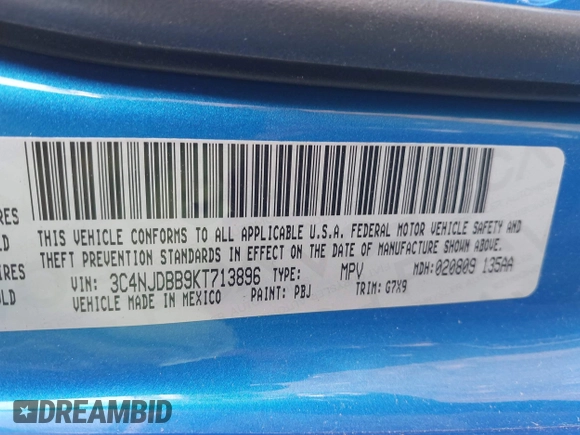 THIS VEHICLE CONFORMS TO ALL APPLICABLE U.S.A. FEDERAL MOTOR VEHICLE SAFETY AND
THEFT PREVENTION STANDARDS IN EFFECT ON THE DATE OF MANUFACTURE SHOWN ABOVE.
VIN: 3C4NJDBB9KT713896 TYPE: MPV MDH: 020809 135AA
VEHICLE MADE IN MEXICO PAINT: PBJ TRIM: G7X9
DREAMBID